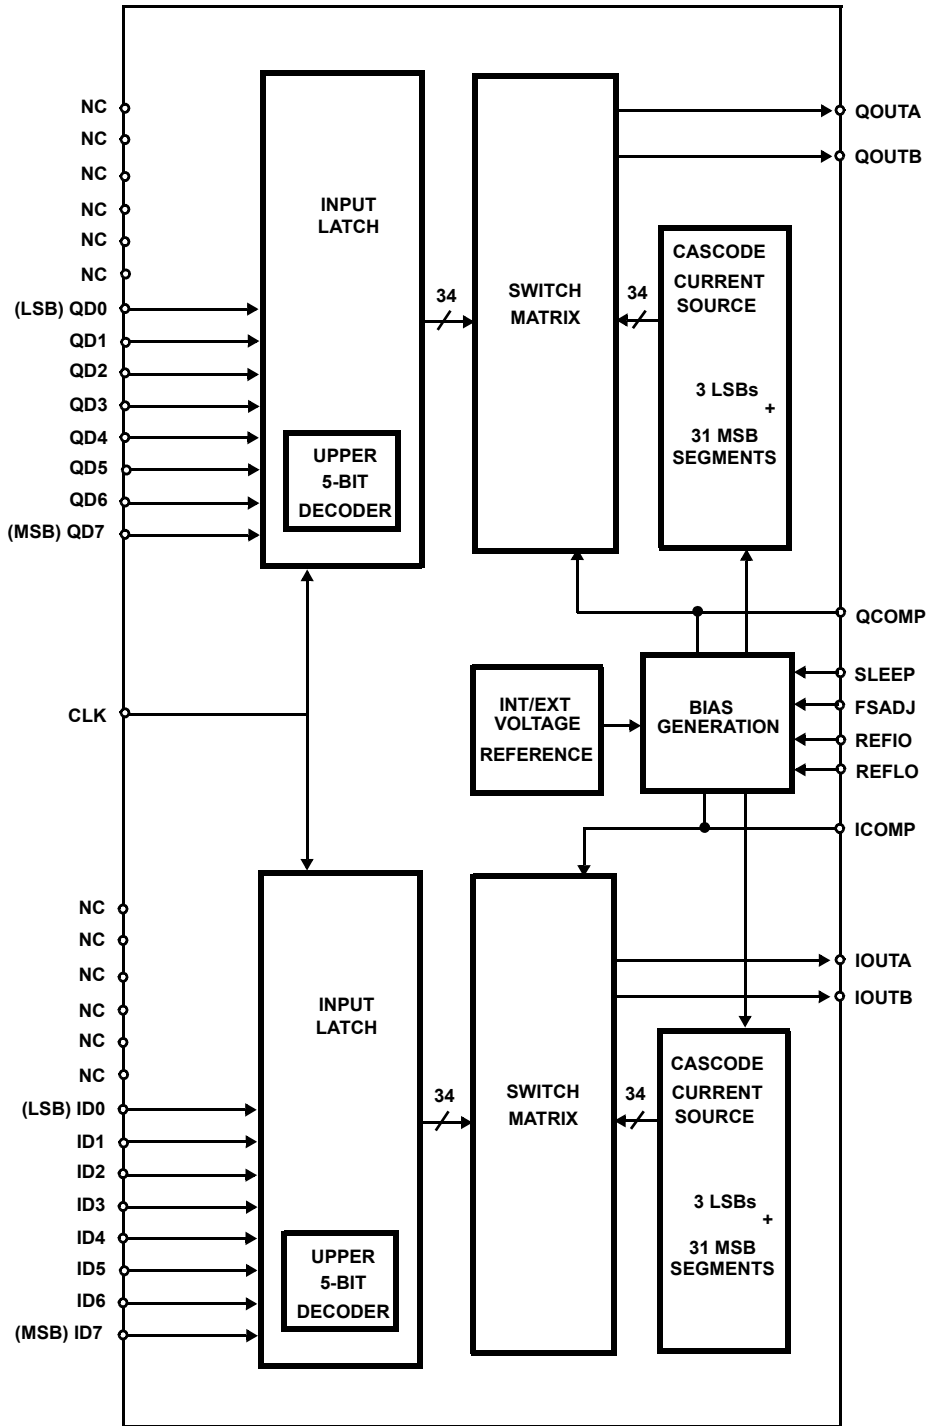 NC
NC
NC
NC
NC
NC
(LSB) QD0
QD1
QD2
QD3
QD4
QD5
QD6
(MSB) QD7
INPUT
LATCH
UPPER
5-BIT
DECODER
34
SWITCH
MATRIX
34
CASCODE
CURRENT
SOURCE
3 LSBs
+
31 MSB
SEGMENTS
QOUTA
QOUTB
QCOMP
CLK
INT/EXT
VOLTAGE
REFERENCE
BIAS
GENERATION
SLEEP
FSADJ
REFIO
REFLO
ICOMP
NC
NC
NC
NC
NC
NC
(LSB) ID0
ID1
ID2
ID3
ID4
ID5
ID6
(MSB) ID7
INPUT
LATCH
UPPER
5-BIT
DECODER
34
SWITCH
MATRIX
34
IOUTA
IOUTB
CASCODE
CURRENT
SOURCE
3 LSBs
+
31 MSB
SEGMENTS